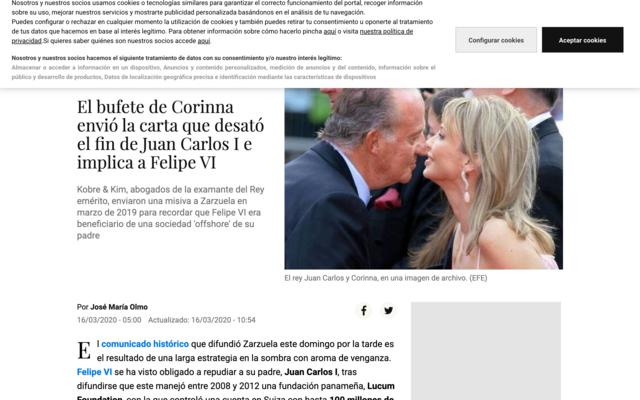 Nosotros y nuestros socios usamos cookies o tecnologías similares para garantizar el correcto funcionamiento del portal, recoger información
sobre su uso, mejorar nuestros servicios y mostrarte publicidad personalizada basándonos en el análisis de tu navegación.
Puedes configurar o rechazar en cualquier momento la utilización de cookies y también puedes retirar tu consentimiento u oponerte al tratamiento
de tus datos que hacemos en base al interés legítimo. Para obtener información sobre cómo hacerlo pincha aquí o visita nuestra política de
privacidad.Si quieres saber quiénes son nuestros socios accede aquí.
Nosotros y nuestros socios hacemos el siguiente tratamiento de datos con su consentimiento y/o nuestro interés legítimo:
Almacenar o acceder a información en un dispositivo, Anuncios y contenido personalizados, medición de anuncios y del contenido, información sobre el
público y desarrollo de productos, Datos de localización geográfica precisa e identificación mediante las características de dispositivos
Configurar cookies
Aceptar cookies
El bufete de Corinna
envió la carta que desató
el fin de Juan Carlos I e
implica a Felipe VI
Kobre & Kim, abogados de la examante del Rey
emérito, enviaron una misiva a Zarzuela en
marzo de 2019 para recordar que Felipe VI era
beneficiario de una sociedad 'offshore' de su
padre
El rey Juan Carlos y Corinna, en una imagen de archivo. (EFE)
Por José María Olmo
16/03/2020 - 05:00 Actualizado: 16/03/2020 - 10:54
El comunicado histórico que difundió Zarzuela este domingo por la tarde es
el resultado de una larga estrategia en la sombra con aroma de venganza.
Felipe VI se ha visto obligado a repudiar a su padre, Juan Carlos I, tras
difundirse que este manejó entre 2008 y 2012 una fundación panameña, Lucum
Foundation, con la que controló una cuenta en Suiza con hasta 100 millones de